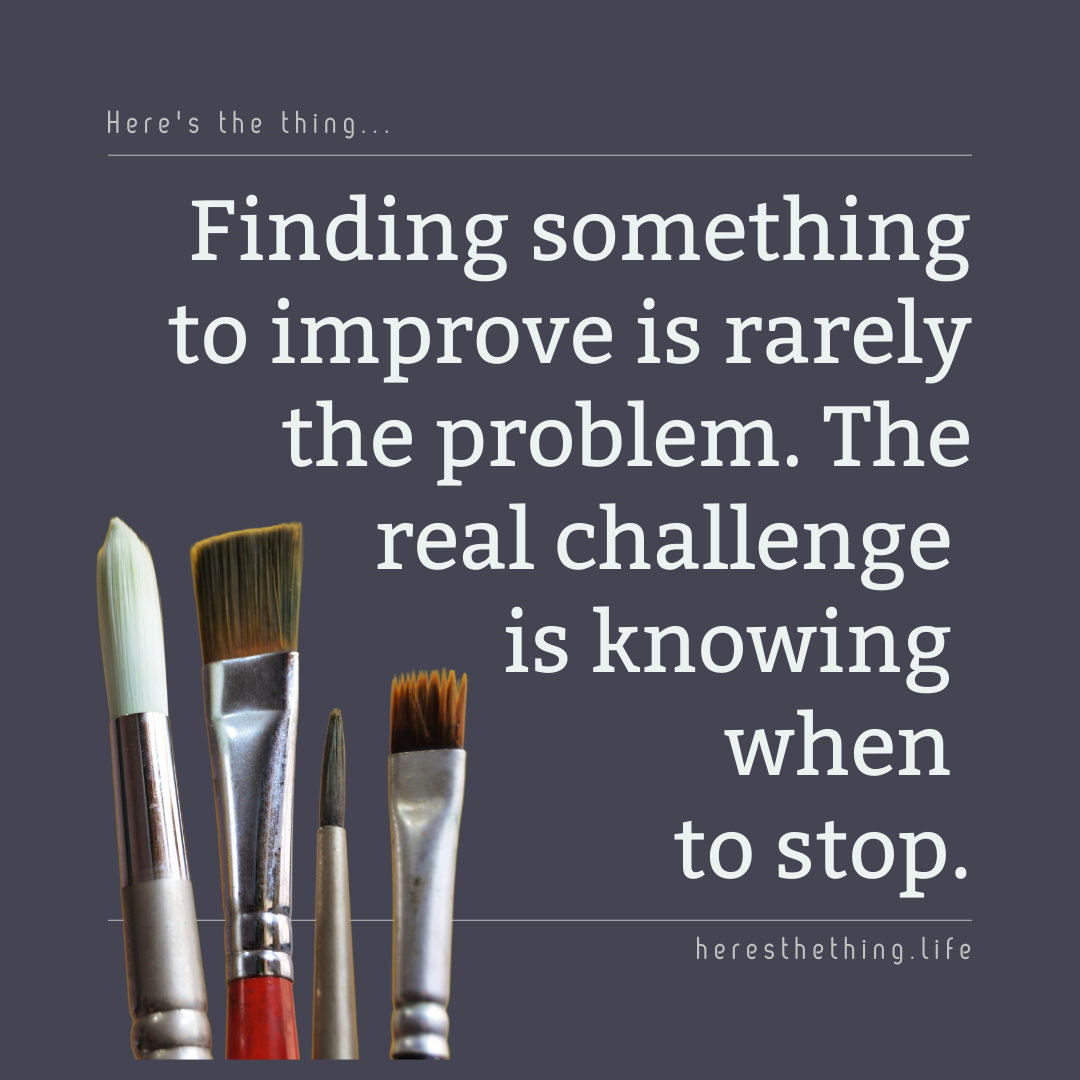 Here's the thing...
Finding something
to improve is rarely
the problem. The
real challenge
is knowing
when
to stop.
heresthething.life